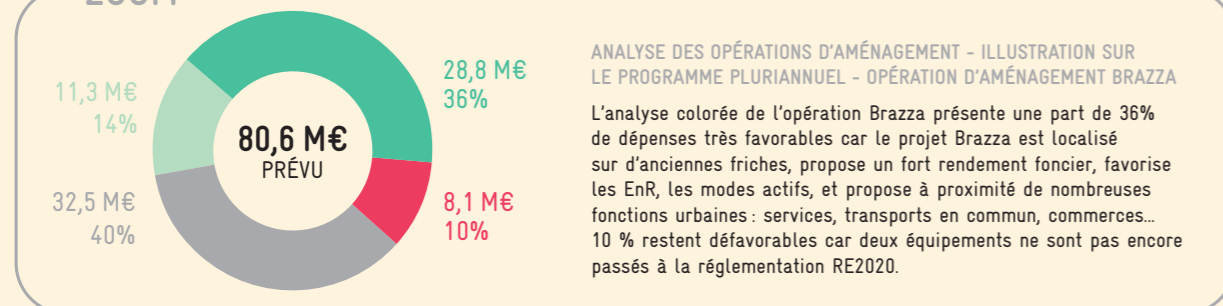 11,3 M€
14%
28,8 M€
36%
80,6 M€
PRÉVU
32,5 M€
40%
8,1 M€
10%
ANALYSE DES OPÉRATIONS D’AMÉNAGEMENT - ILLUSTRATION SUR
LE PROGRAMME PLURIANNUEL - OPÉRATION D’AMÉNAGEMENT BRAZZA
L’analyse colorée de l’opération Brazza présente une part de 36%
de dépenses très favorables car le projet Brazza est localisé
sur d’anciennes friches, propose un fort rendement foncier, favorise
les EnR, les modes actifs, et propose à proximité de nombreuses
fonctions urbaines : services, transports en commun, commerces…
10 % restent défavorables car deux équipements ne sont pas encore
passés à la réglementation RE2020.